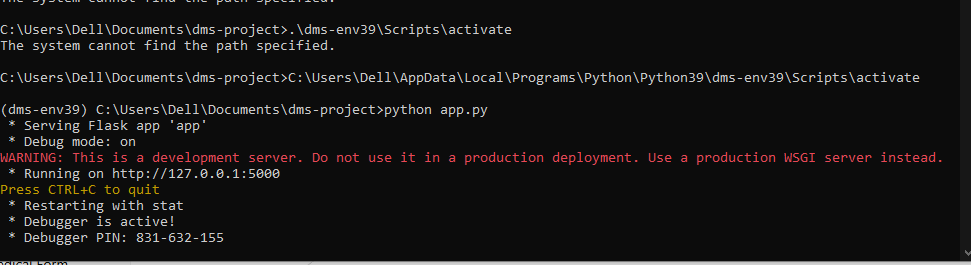 The system cannot find the path specified.
C:\Users\Dell\Documents\dms-project>.\dms-env39\Scripts\activate
The system cannot find the path specified.
C:\Users\Dell\Documents\dms-project>C:\Users\Dell\AppData\Local\Programs\Python\Python39\dms-env39\Scripts\activate
(dms-env39) C:\Users\Dell\Documents\dms-project>python app.py
 * Serving Flask app 'app'
 * Debug mode: on
WARNING: This is a development server. Do not use it in a production deployment. Use a production WSGI server instead.
 * Running on http://127.0.0.1:5000
Press CTRL+C to quit
 * Restarting with stat
 * Debugger is active!
 * Debugger PIN: 831-632-155
Form